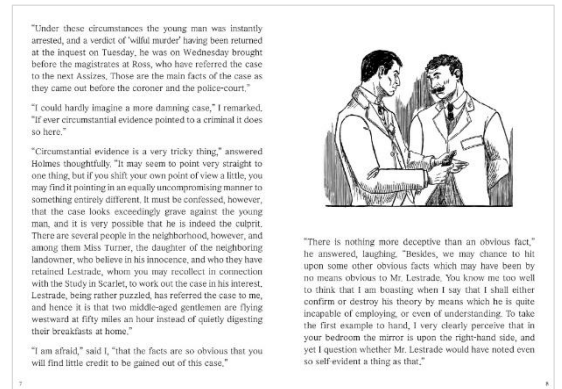 "Under these circumstances the young man was instantly
arrested, and a verdict of 'wilful murder' having been returned
at the inquest on Tuesday, he was on Wednesday brought
before the magistrates at Ross, who have referred the case
to the next Assizes. Those are the main facts of the case as
they came out before the coroner and the police-court."
"I could hardly imagine a more damning case," I remarked.
"If ever circumstantial evidence pointed to a criminal it does
so here."
"Circumstantial evidence is a very tricky thing," answered
Holmes thoughtfully. "It may seem to point very straight to
one thing, but if you shift your own point of view a little, you
may find it pointing in an equally uncompromising manner to
something entirely different. It must be confessed, however,
that the case looks exceedingly grave against the young
man, and it is very possible that he is indeed the culprit.
There are several people in the neighborhood, however, and
among them Miss Turner, the daughter of the neighboring
landowner, who believe in his innocence, and who they have
retained Lestrade, whom you may recollect in connection
with the Study in Scarlet, to work out the case in his interest.
Lestrade, being rather puzzled, has referred the case to me,
and hence it is that two middle-aged gentlemen are flying
westward at fifty miles an hour instead of quietly digesting
their breakfasts at home."
"I am afraid," said I, "that the facts are so obvious that you
will find little credit to be gained out of this case."
7
"There is nothing more deceptive than an obvious fact,"
he answered, laughing. "Besides, we may chance to hit
upon some other obvious facts which may have been by
no means obvious to Mr. Lestrade. You know me too well
to think that I am boasting when I say that I shall either
confirm or destroy his theory by means which he is quite
incapable of employing, or even of understanding. To take
the first example to hand, I very clearly perceive that in
your bedroom the mirror is upon the right-hand side, and
yet I question whether Mr. Lestrade would have noted even
so self-evident a thing as that."
8